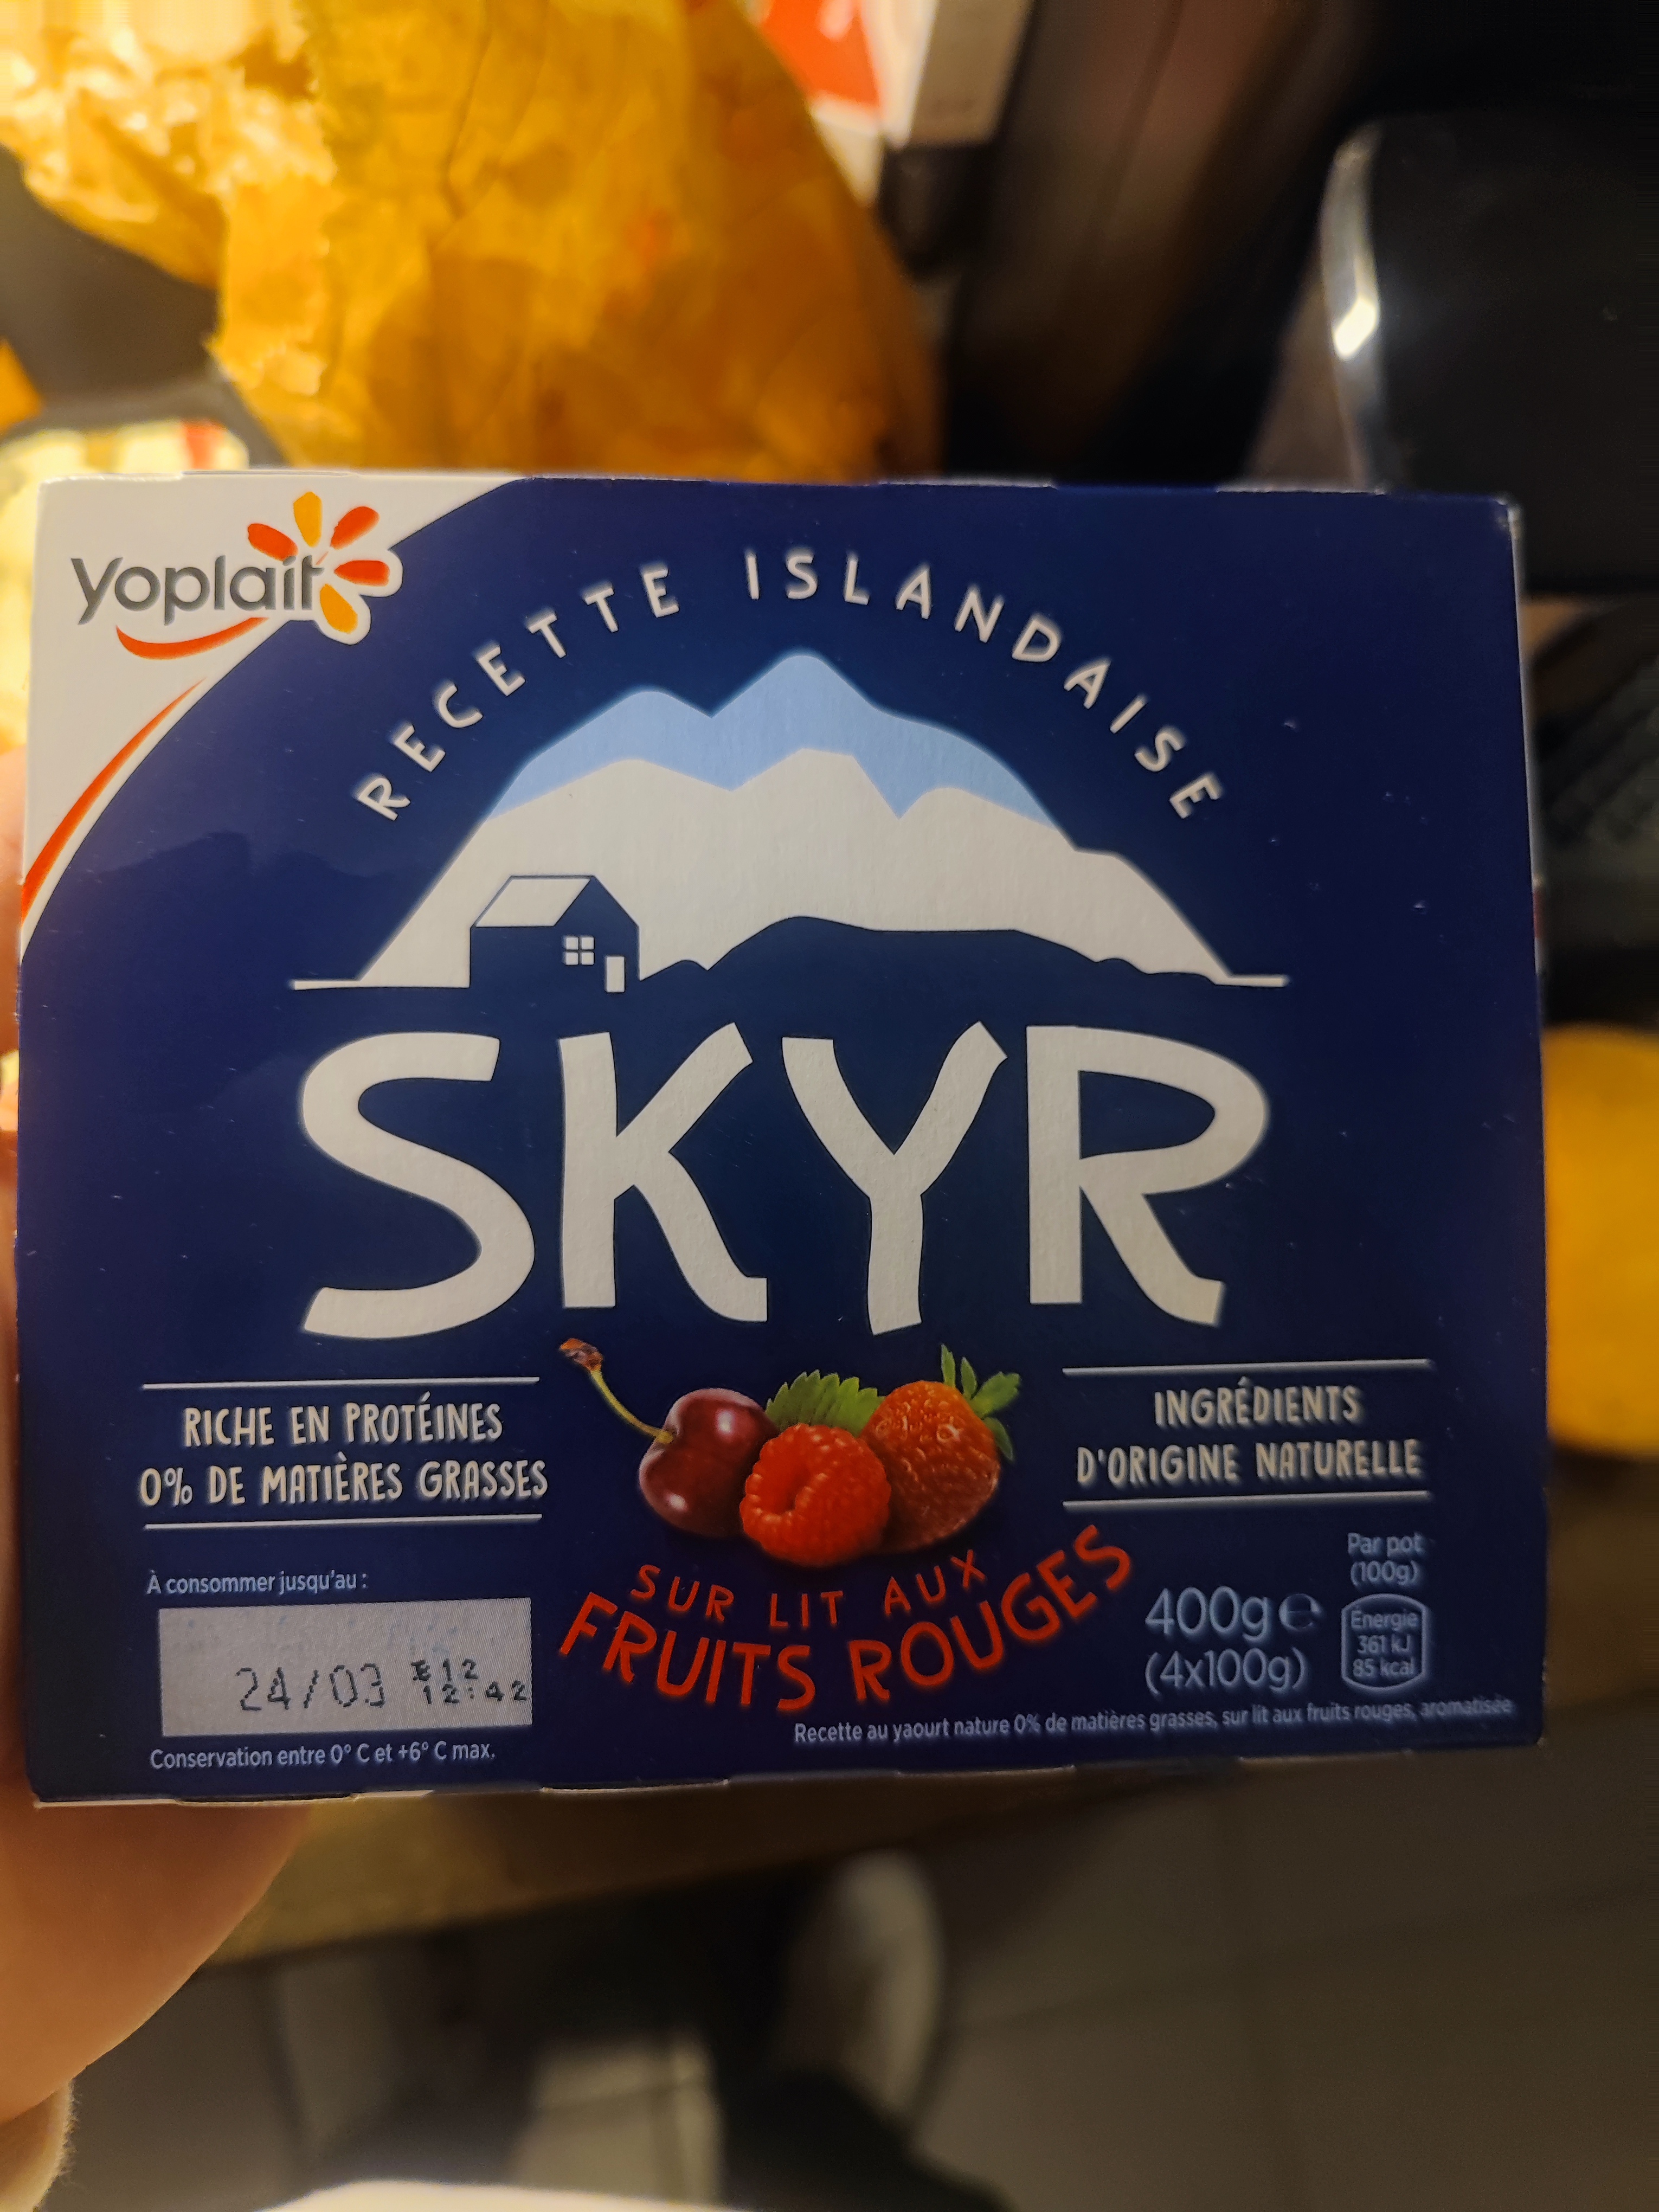 yoplait
RECETTE ISLANDAISE
SKYR
RICHE EN PROTÉINES
0% DE MATIÈRES GRASSES
INGRÉDIENTS
D'ORIGINE NATURELLE
SUR LIT AUX
FRUITS ROUGES
À consommer jusqu'au :
24/03 E12
12:42
Conservation entre 0° C et +6° C max.
400g e
(4x100g)
Par pot
(100g)
Energie
361 kJ
85 kcal
Recette au yaourt nature 0% de matières grasses, sur lit aux fruits rouges, aromatisée